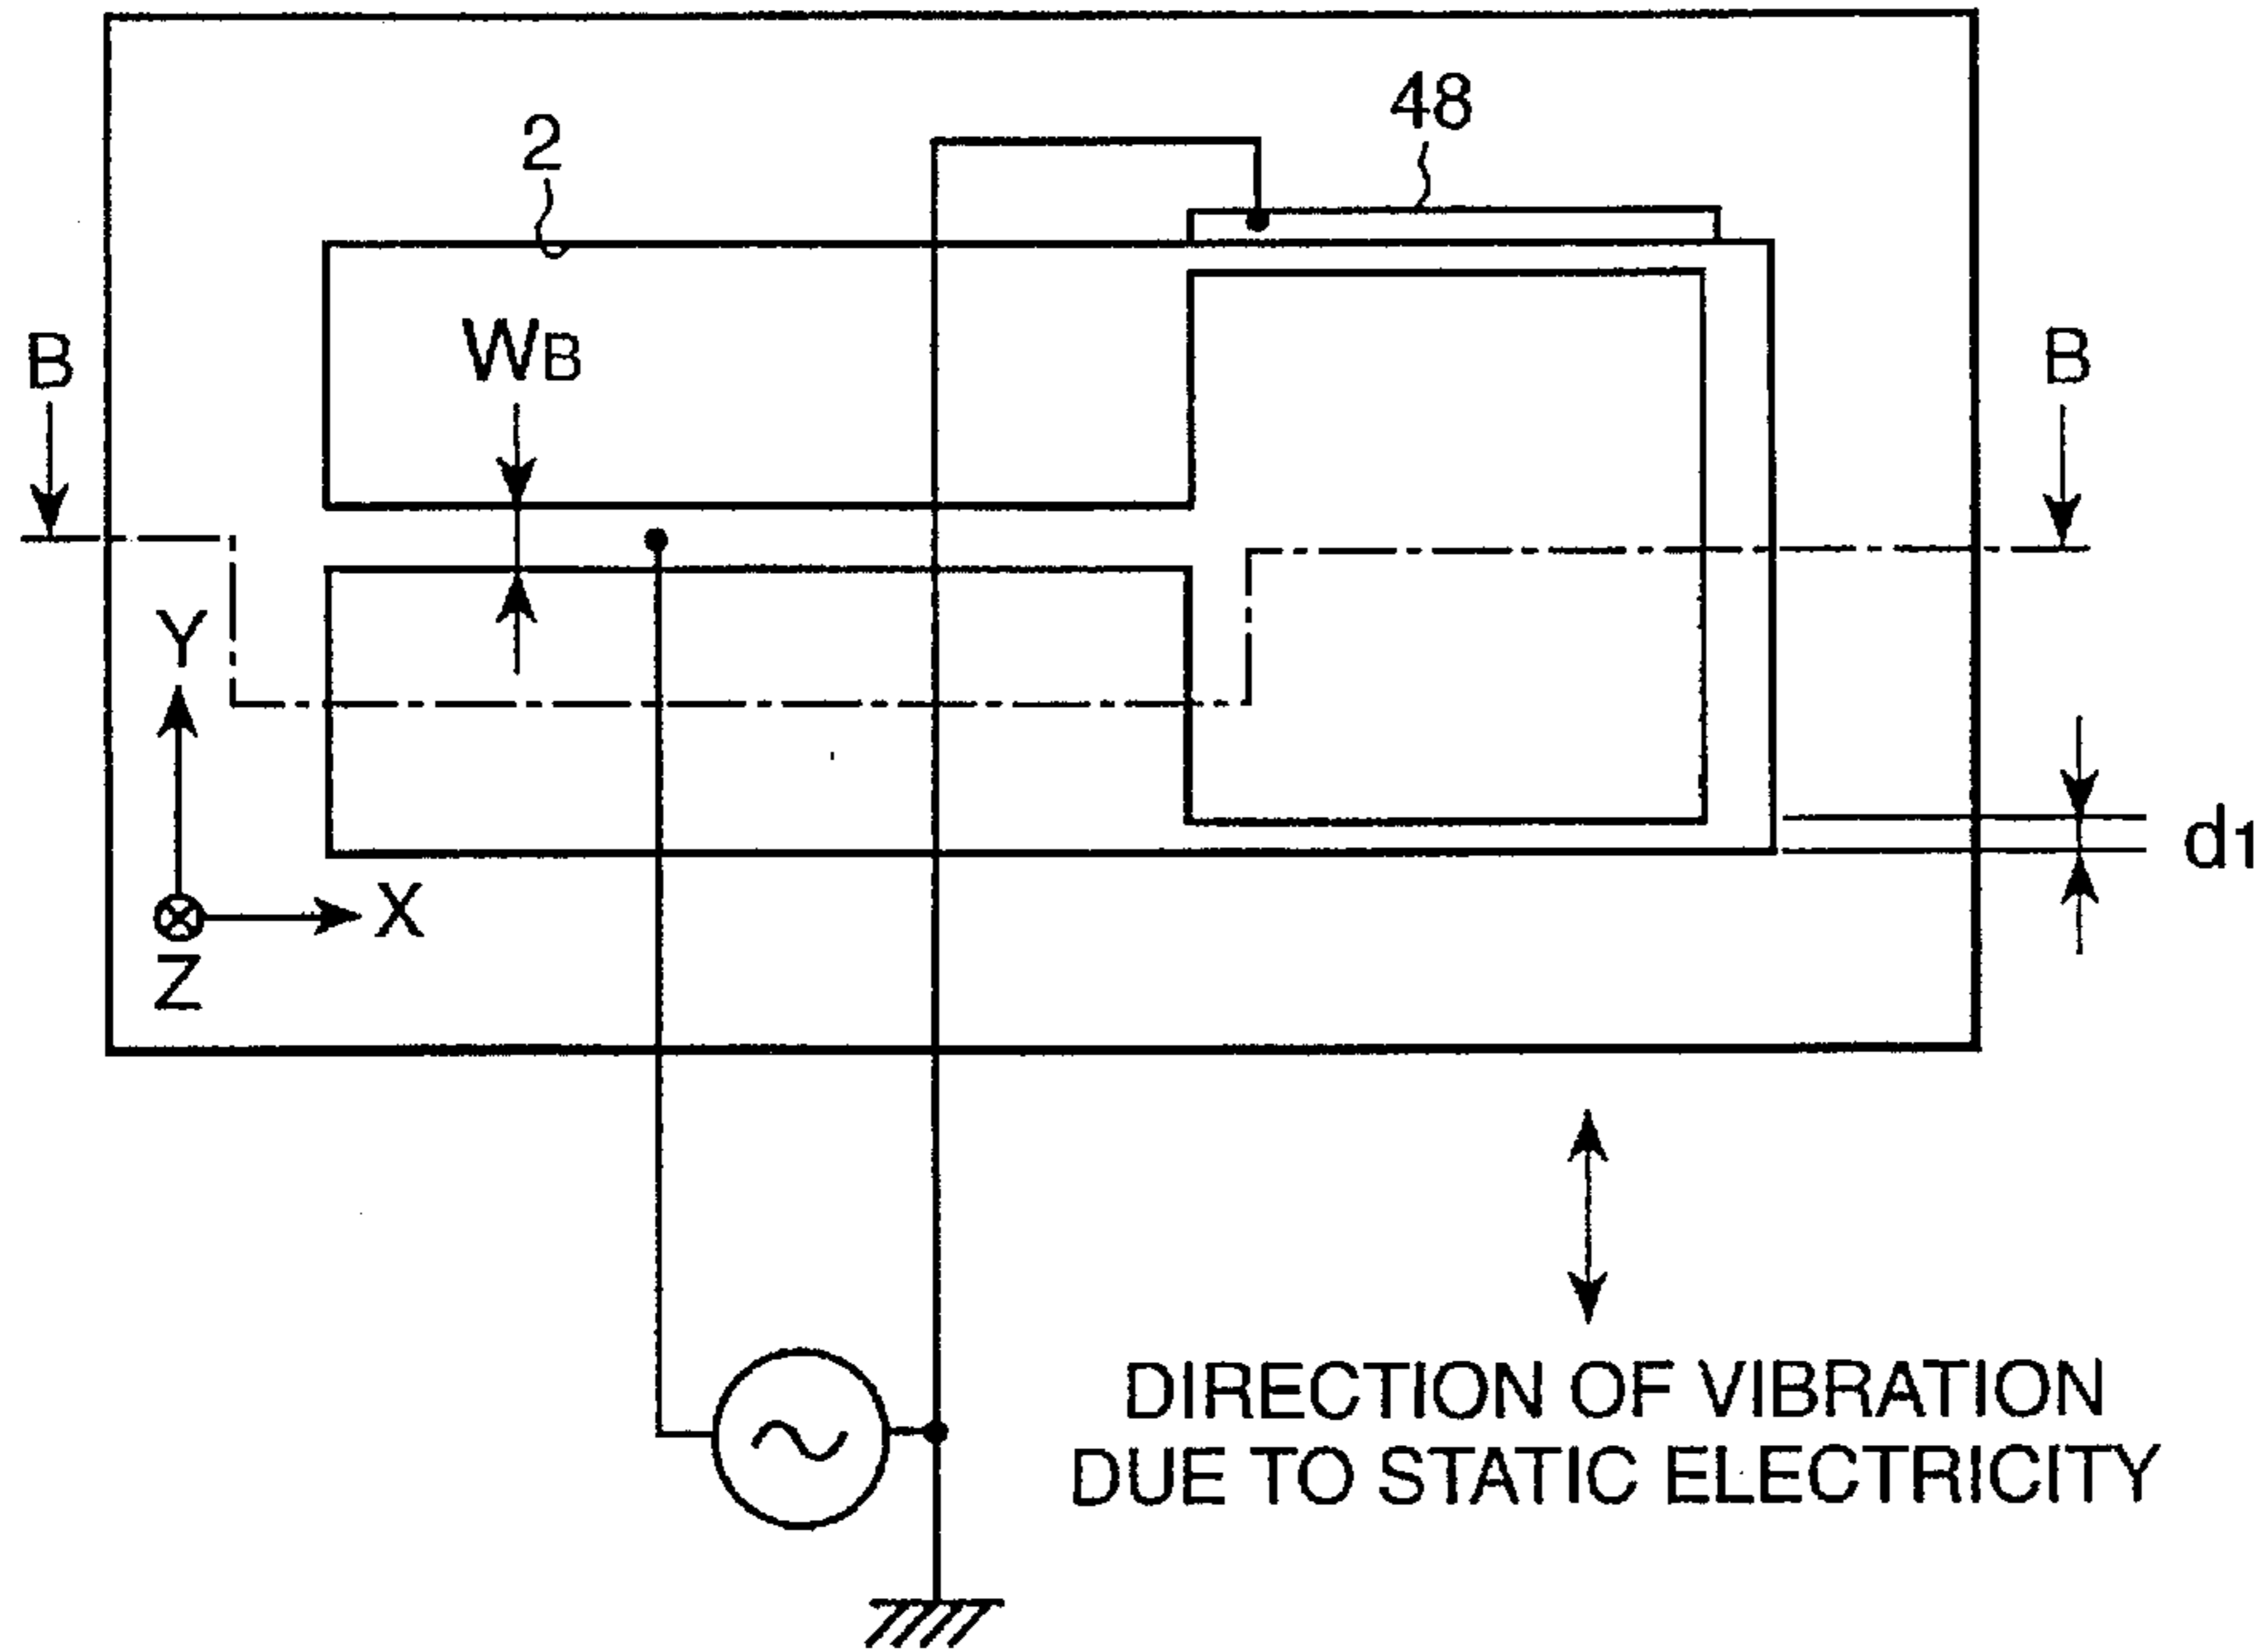 48
2
WB
B
B
Y
d1
X
Z
DIRECTION OF VIBRATION
DUE TO STATIC ELECTRICITY